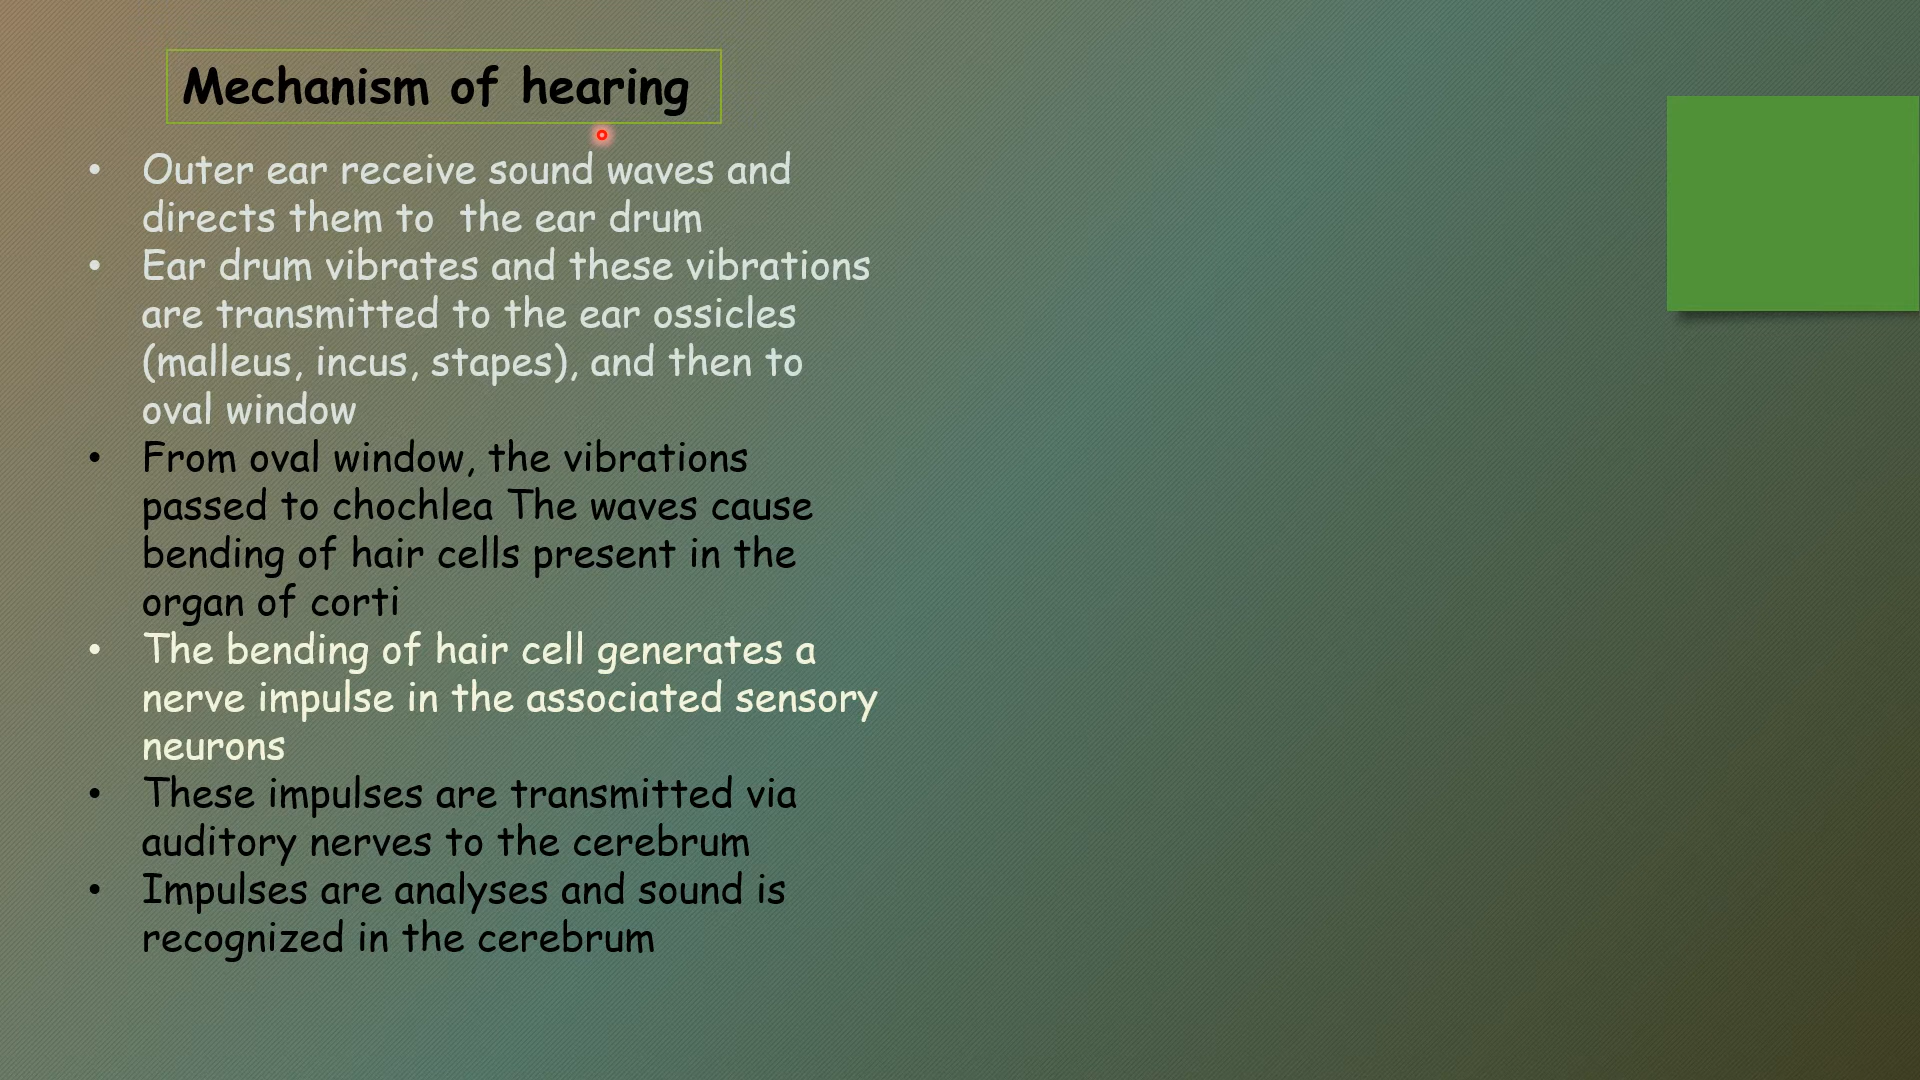 Mechanism of hearing
• Outer ear receive sound waves and
directs them to  the ear drum
• Ear drum vibrates and these vibrations
are transmitted to the ear ossicles
(malleus, incus, stapes), and then to
oval window
• From oval window, the vibrations
passed to chochlea The waves cause
bending of hair cells present in the
organ of corti
• The bending of hair cell generates a
nerve impulse in the associated sensory
neurons
• These impulses are transmitted via
auditory nerves to the cerebrum
• Impulses are analyses and sound is
recognized in the cerebrum